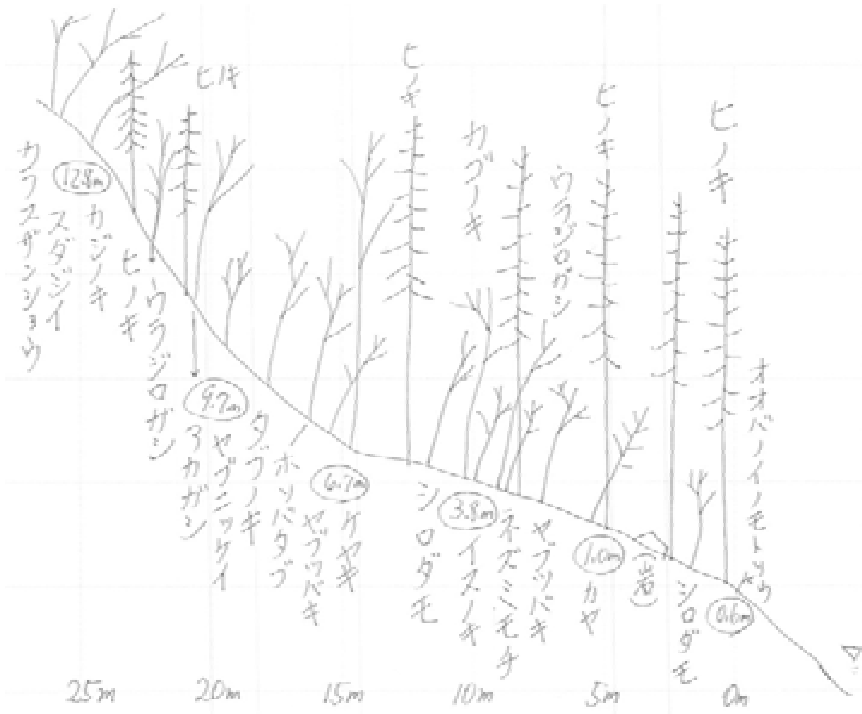 ヒノキ
ヒノキ
ヒノキ
ヒノキ
カゴノキ
ウラジロガシ
カラスザンショウ
12.8m
スダジイ
カジノキ
ヒノキ
ウラジロガシ
アカガシ
9.7m
ヤブニッケイ
タブノキ
ホソバタブ
ヤブツバキ
6.7m
ケヤキ
シロダモ
3.8m
イヌノキ
ネズミモチ
ヤブツバキ
1.0m
カヤ
(岩)
シロダモ
0.6m
オオバノイノモトソウ
25m
20m
15m
10m
5m
0m